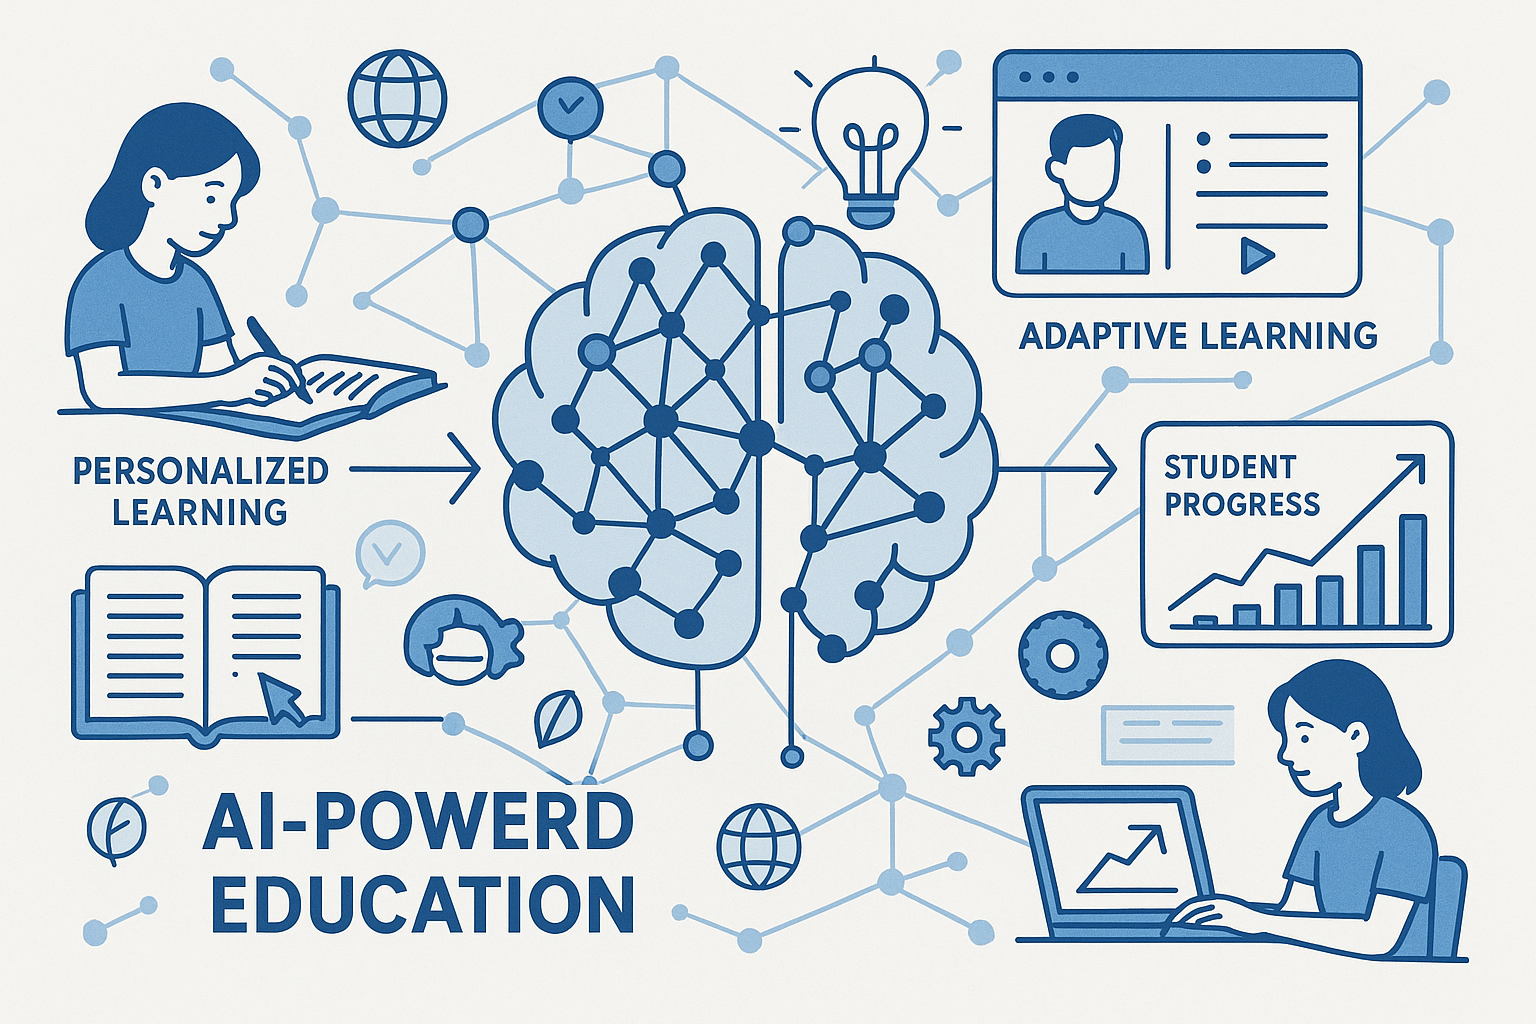 ADAPTIVE LEARNING
PERSONALIZED
LEARNING
STUDENT
PROGRESS
AI-POWERD
EDUCATION